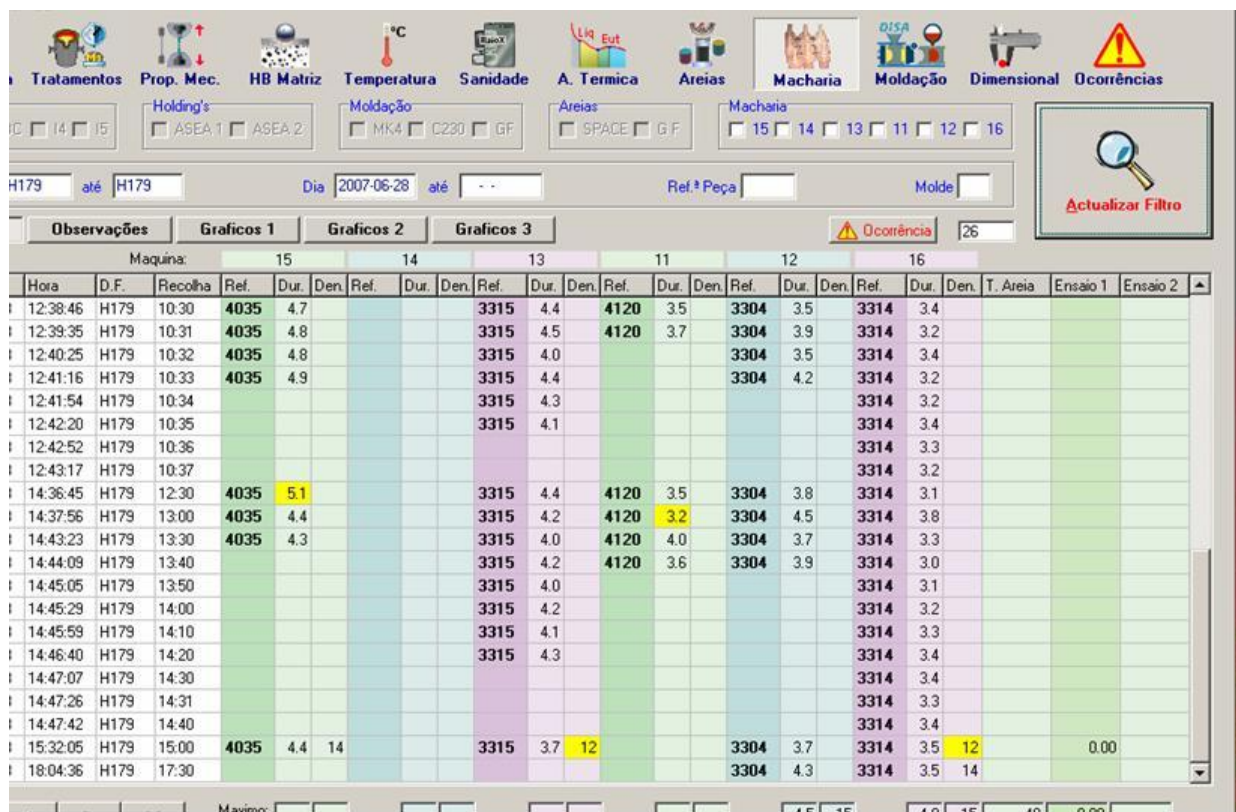 DISA
°C
RaioX
Liq Eut
Tratamentos Prop. Mec. HB Matriz Temperatura Sanidade A. Termica Areias Macharia Moldação Dimensional Ocorrências
Holding's Moldação Areias Macharia
I4 I5 ASEA 1 ASEA 2 MK4 C230 GF SPACE G F 15 14 13 11 12 16
H179 até H179 Dia 2007-06-28 até - - Ref.ª Peça Molde
Actualizar Filtro
Observações Graficos 1 Graficos 2 Graficos 3 Ocorrência 26
Maquina: 15 14 13 11 12 16
Hora D.F. Recolha Ref. Dur. Den. Ref. Dur. Den. Ref. Dur. Den. Ref. Dur. Den. Ref. Dur. Den. Ref. Dur. Den. T. Areia Ensaio 1 Ensaio 2
12:38:46 H179 10:30 4035 4.7 3315 4.4 4120 3.5 3304 3.5 3314 3.4
12:39:35 H179 10:31 4035 4.8 3315 4.5 4120 3.7 3304 3.9 3314 3.2
12:40:25 H179 10:32 4035 4.8 3315 4.0 3304 3.5 3314 3.4
12:41:16 H179 10:33 4035 4.9 3315 4.4 3304 4.2 3314 3.2
12:41:54 H179 10:34 3315 4.3 3314 3.2
12:42:20 H179 10:35 3315 4.1 3314 3.4
12:42:52 H179 10:36 3314 3.3
12:43:17 H179 10:37 3314 3.2
14:36:45 H179 12:30 4035 5.1 3315 4.4 4120 3.5 3304 3.8 3314 3.1
14:37:56 H179 13:00 4035 4.4 3315 4.2 4120 3.2 3304 4.5 3314 3.8
14:43:23 H179 13:30 4035 4.3 3315 4.0 4120 4.0 3304 3.7 3314 3.3
14:44:09 H179 13:40 3315 4.2 4120 3.6 3304 3.9 3314 3.0
14:45:05 H179 13:50 3315 4.0 3314 3.1
14:45:29 H179 14:00 3315 4.2 3314 3.2
14:45:59 H179 14:10 3315 4.1 3314 3.3
14:46:40 H179 14:20 3315 4.3 3314 3.4
14:47:07 H179 14:30 3314 3.4
14:47:26 H179 14:31 3314 3.3
14:47:42 H179 14:40 3314 3.4
15:32:05 H179 15:00 4035 4.4 14 3315 3.7 12 3304 3.7 3314 3.5 12 0.00
18:04:36 H179 17:30 3304 4.3 3314 3.5 14
Maximo: